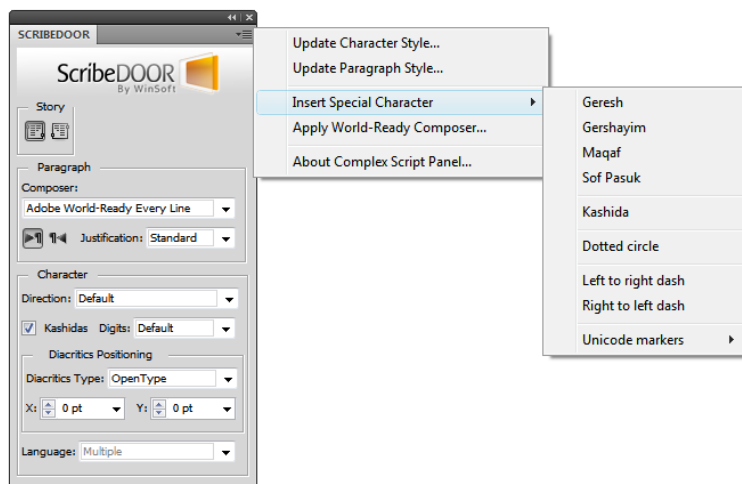 SCRIBEDOOR
ScribeDOOR
By WinSoft
Story
Paragraph
Composer:
Adobe World-Ready Every Line
Justification: Standard
Character
Direction: Default
Kashidas Digits: Default
Diacritics Positioning
Diacritics Type: OpenType
X: 0 pt Y: 0 pt
Language: Multiple
Update Character Style...
Update Paragraph Style...
Insert Special Character
Apply World-Ready Composer...
About Complex Script Panel...
Geresh
Gershayim
Maqaf
Sof Pasuk
Kashida
Dotted circle
Left to right dash
Right to left dash
Unicode markers